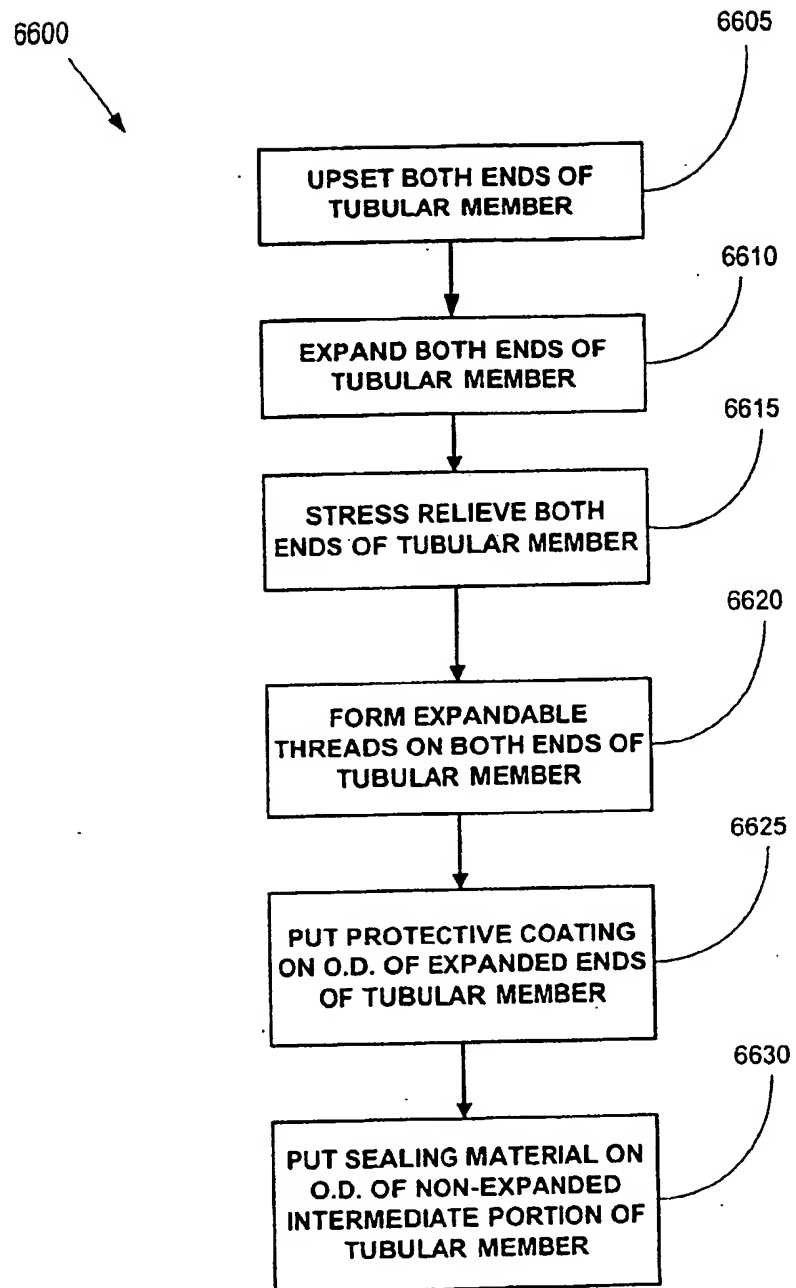 6600
6605
UPSET BOTH ENDS OF
TUBULAR MEMBER
6610
EXPAND BOTH ENDS OF
TUBULAR MEMBER
6615
STRESS RELIEVE BOTH
ENDS OF TUBULAR MEMBER
6620
FORM EXPANDABLE
THREADS ON BOTH ENDS OF
TUBULAR MEMBER
6625
PUT PROTECTIVE COATING
ON O.D. OF EXPANDED ENDS
OF TUBULAR MEMBER
6630
PUT SEALING MATERIAL ON
O.D. OF NON-EXPANDED
INTERMEDIATE PORTION OF
TUBULAR MEMBER